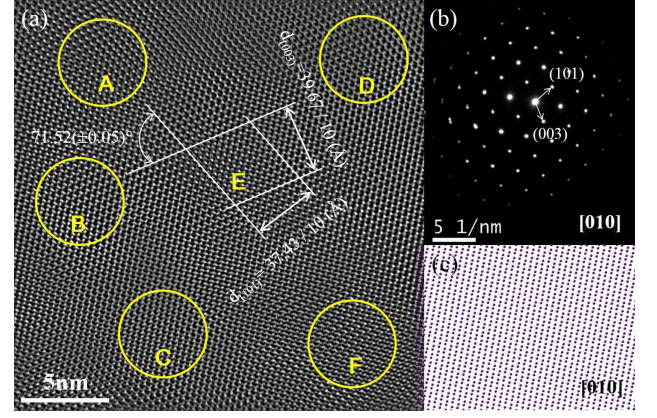 (a)
A
D
d(003) = 39.67/10 (Å)
71.52(±0.05)°
E
B
d(101) = 37.43 / 10 (Å)
C
F
5nm
(b)
(101)
(003)
5 1/nm
[010]
(c)
[010]